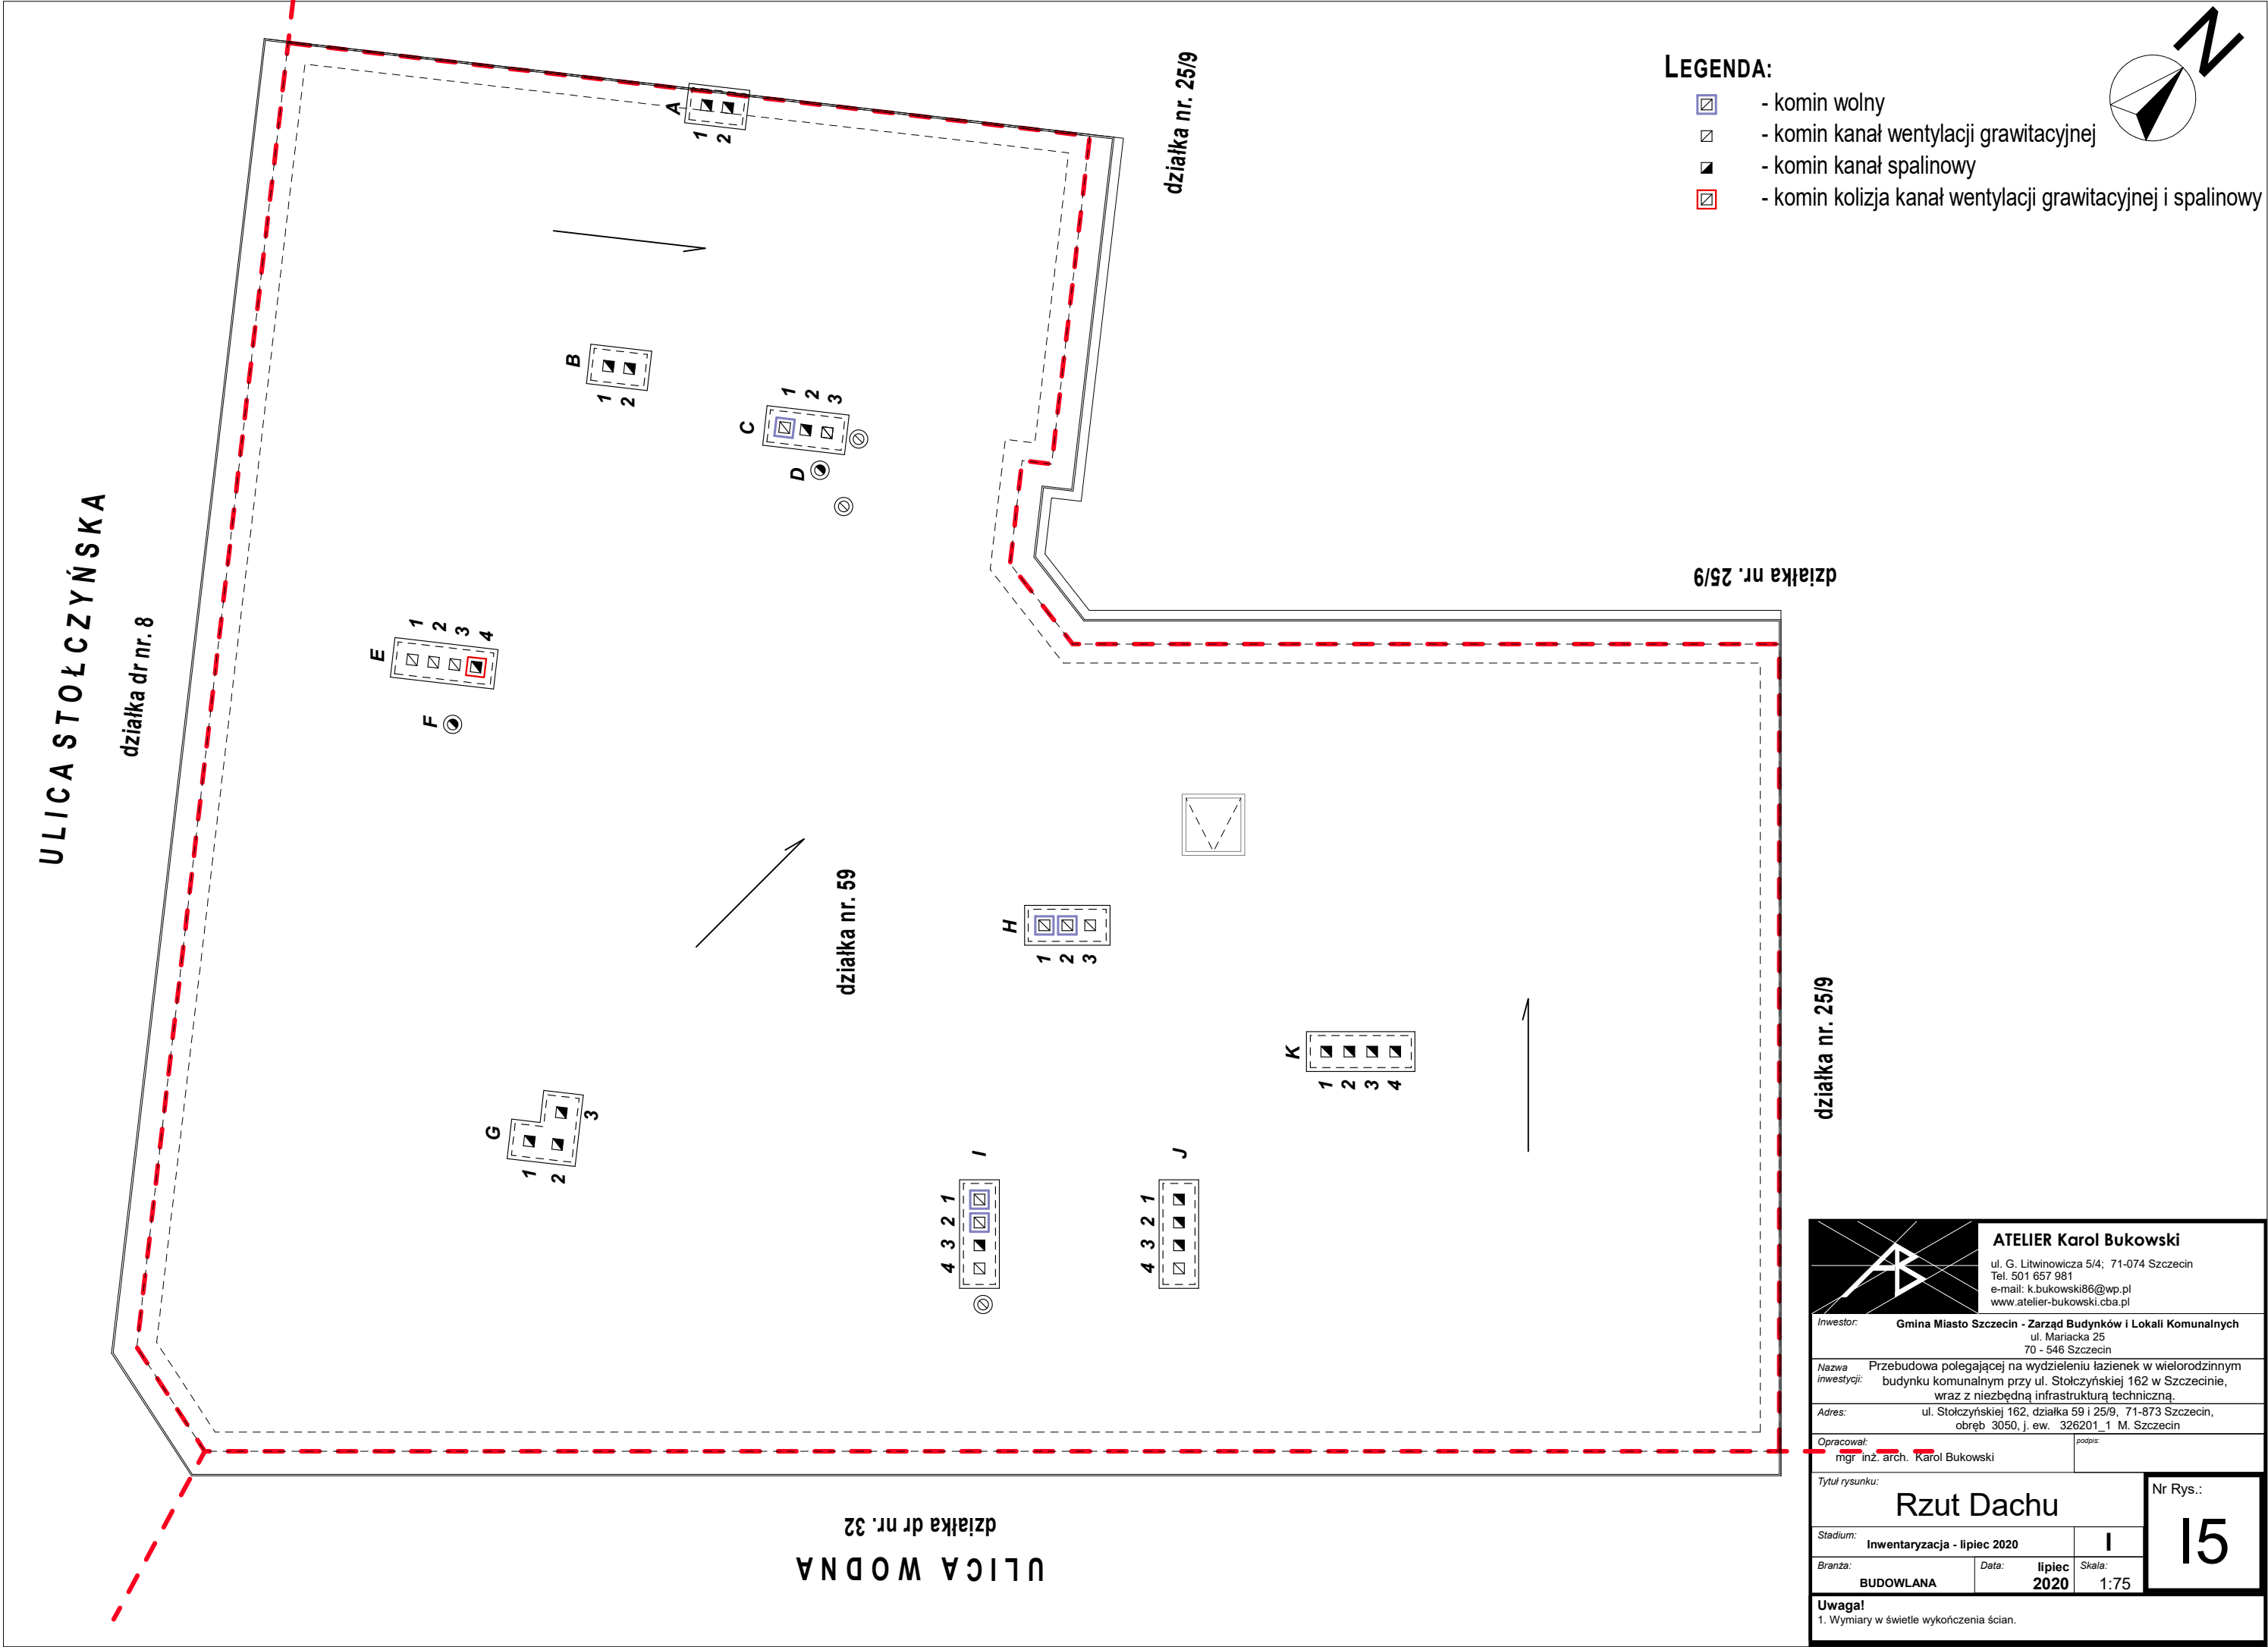 LEGENDA:
- komin wolny
- komin kanał wentylacji grawitacyjnej
- komin kanał spalinowy
- komin kolizja kanał wentylacji grawitacyjnej i spalinowy
N
działka nr. 25/9
A
1
2
B
1
2
C
1
2
3
D
ULICA STOŁCZYŃSKA
działka dr nr. 8
działka nr. 25/9
E
1
2
3
4
F
działka nr. 59
H
1
2
3
działka nr. 25/9
K
1
2
3
4
G
1
2
3
I
1
2
3
4
J
1
2
3
4
działka dr nr. 32
ULICA WODNA
AB
ATELIER Karol Bukowski
ul. G. Litwinowicza 5/4; 71-074 Szczecin
Tel. 501 657 981
e-mail: k.bukowski86@wp.pl
www.atelier-bukowski.cba.pl
Inwestor: Gmina Miasto Szczecin - Zarząd Budynków i Lokali Komunalnych
ul. Mariacka 25
70 - 546 Szczecin
Nazwa inwestycji: Przebudowa polegającej na wydzieleniu łazienek w wielorodzinnym
budynku komunalnym przy ul. Stołczyńskiej 162 w Szczecinie,
wraz z niezbędną infrastrukturą techniczną.
Adres: ul. Stołczyńskiej 162, działka 59 i 25/9, 71-873 Szczecin,
obręb 3050, j. ew. 326201_1 M. Szczecin
Opracował: podpis:
mgr inż. arch. Karol Bukowski
Tytuł rysunku:
Rzut Dachu
Nr Rys.:
I5
Stadium: Inwentaryzacja - lipiec 2020
I
Branża: BUDOWLANA
Data: lipiec 2020
Skala: 1:75
Uwaga!
1. Wymiary w świetle wykończenia ścian.